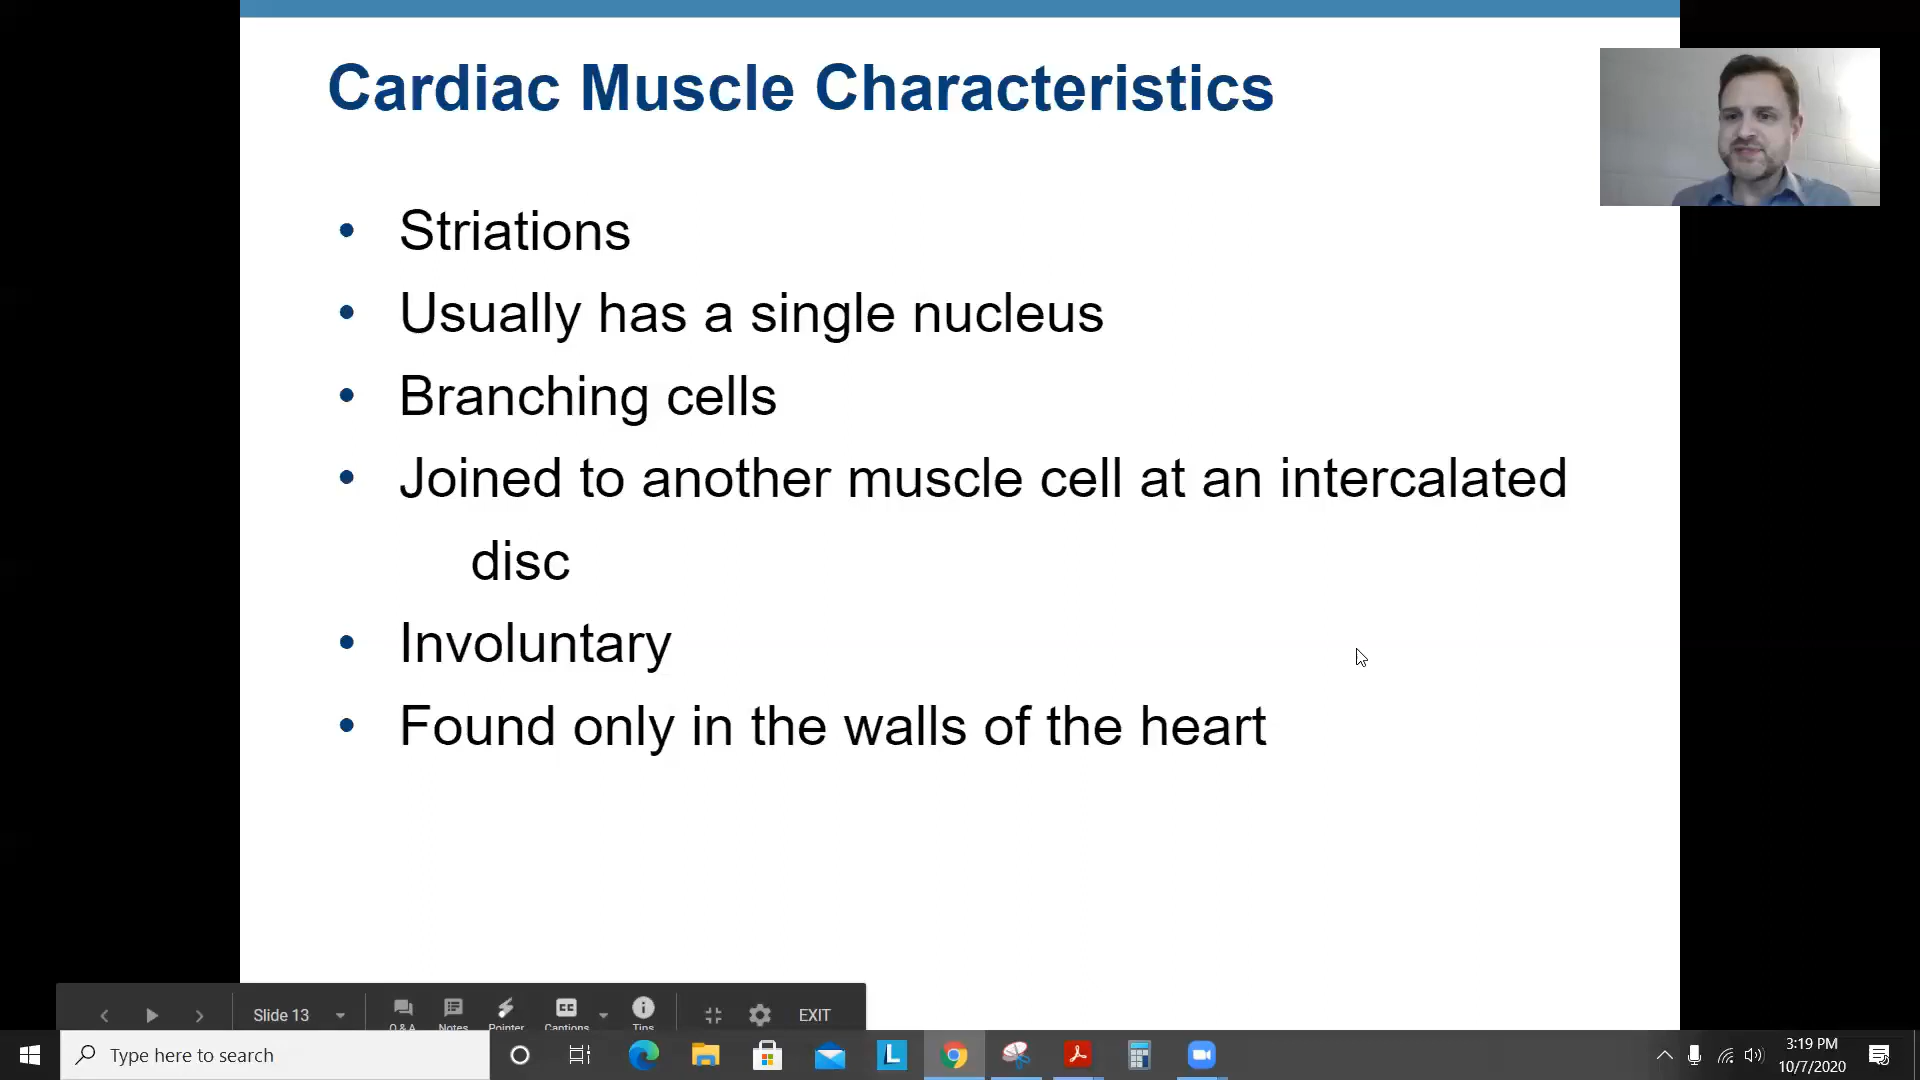 Cardiac Muscle Characteristics
• Striations
• Usually has a single nucleus
• Branching cells
• Joined to another muscle cell at an intercalated
disc
• Involuntary
• Found only in the walls of the heart
Slide 13
Q & A
Notes
Pointer
Captions
Tips
EXIT
Type here to search
3:19 PM
10/7/2020